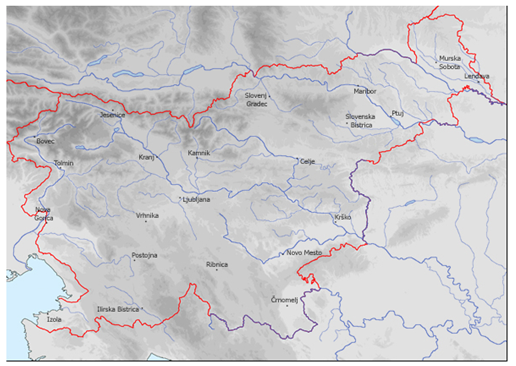 Murska
Sobota
Lendava
Slovenj
Gradec
Maribor
Ptuj
Slovenska
Bistrica
Jesenice
Bovec
Tolmin
Kranj
Kamnik
Celje
Ljubljana
Nova
Gorica
Vrhnika
Krško
Postojna
Ribnica
Novo Mesto
Črnomelj
Izola
Ilirska Bistrica